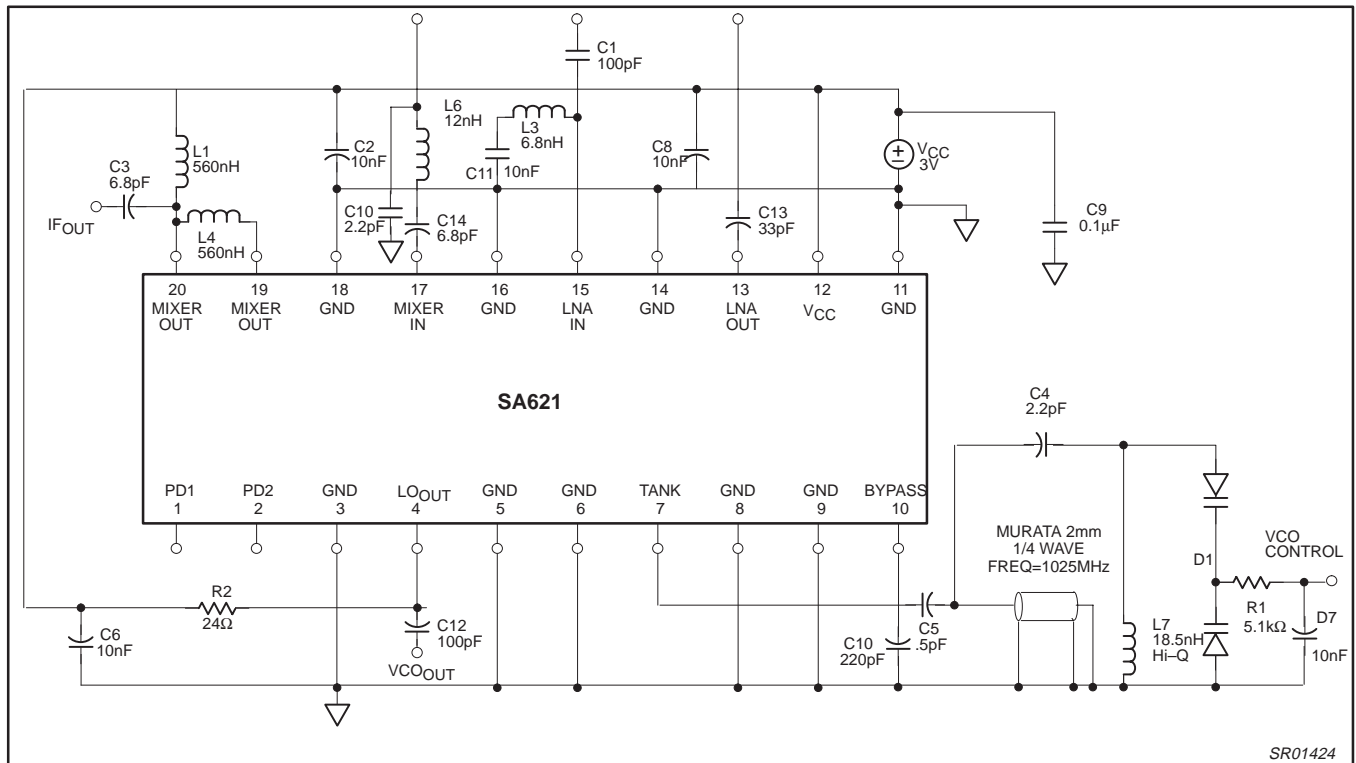 C1
100pF
L6
12nH
L3
6.8nH
C2
10nF
C8
10nF
VCC
3V
L1
560nH
C3
6.8pF
C11
10nF
IFOUT
L4
560nH
C10
2.2pF
C14
6.8pF
C13
33pF
C9
0.1µF
20
MIXER
OUT
19
MIXER
OUT
18
GND
17
MIXER
IN
16
GND
15
LNA
IN
14
GND
13
LNA
OUT
12
VCC
11
GND
SA621
C4
2.2pF
PD1
1
PD2
2
GND
3
LOOUT
4
GND
5
GND
6
TANK
7
GND
8
GND
9
BYPASS
10
MURATA 2mm
1/4 WAVE
FREQ=1025MHz
D1
VCO
CONTROL
R2
24Ω
C6
10nF
C12
100pF
VCOOUT
C10
220pF
C5
.5pF
L7
18.5nH
Hi–Q
R1
5.1kΩ
D7
10nF
SR01424